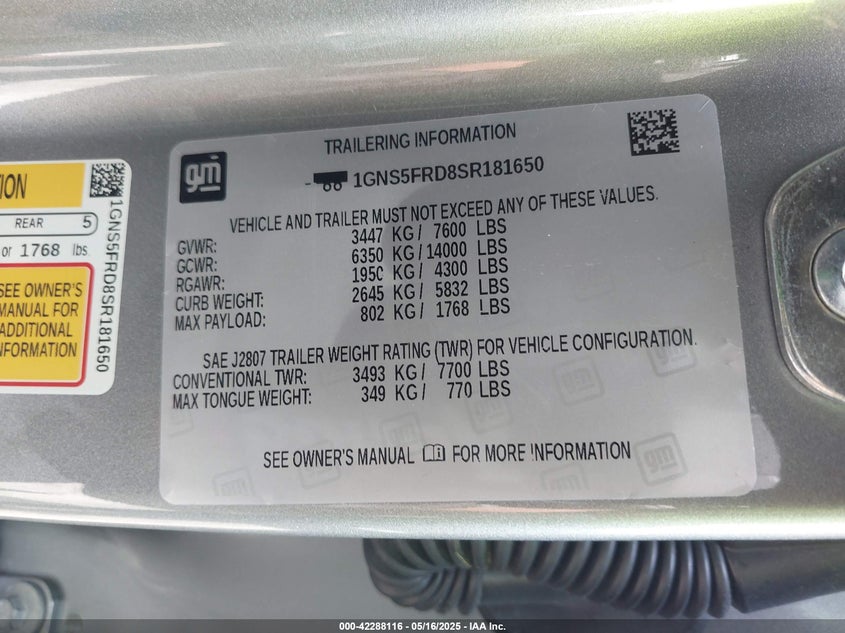 TION
REAR 5
or 1768 lbs
SEE OWNER'S
MANUAL FOR
ADDITIONAL
INFORMATION
1GNS5FRD8SR181650
gm
TRAILERING INFORMATION
1GNS5FRD8SR181650
VEHICLE AND TRAILER MUST NOT EXCEED ANY OF THESE VALUES.
GVWR: 3447 KG/ 7600 LBS
GCWR: 6350 KG/14000 LBS
RGAWR: 1950 KG/ 4300 LBS
CURB WEIGHT: 2645 KG/ 5832 LBS
MAX PAYLOAD: 802 KG/ 1768 LBS
SAE J2807 TRAILER WEIGHT RATING (TWR) FOR VEHICLE CONFIGURATION.
CONVENTIONAL TWR: 3493 KG/ 7700 LBS
MAX TONGUE WEIGHT: 349 KG/ 770 LBS
SEE OWNER'S MANUAL FOR MORE INFORMATION
000-42288116 - 05/16/2025 - IAA Inc.